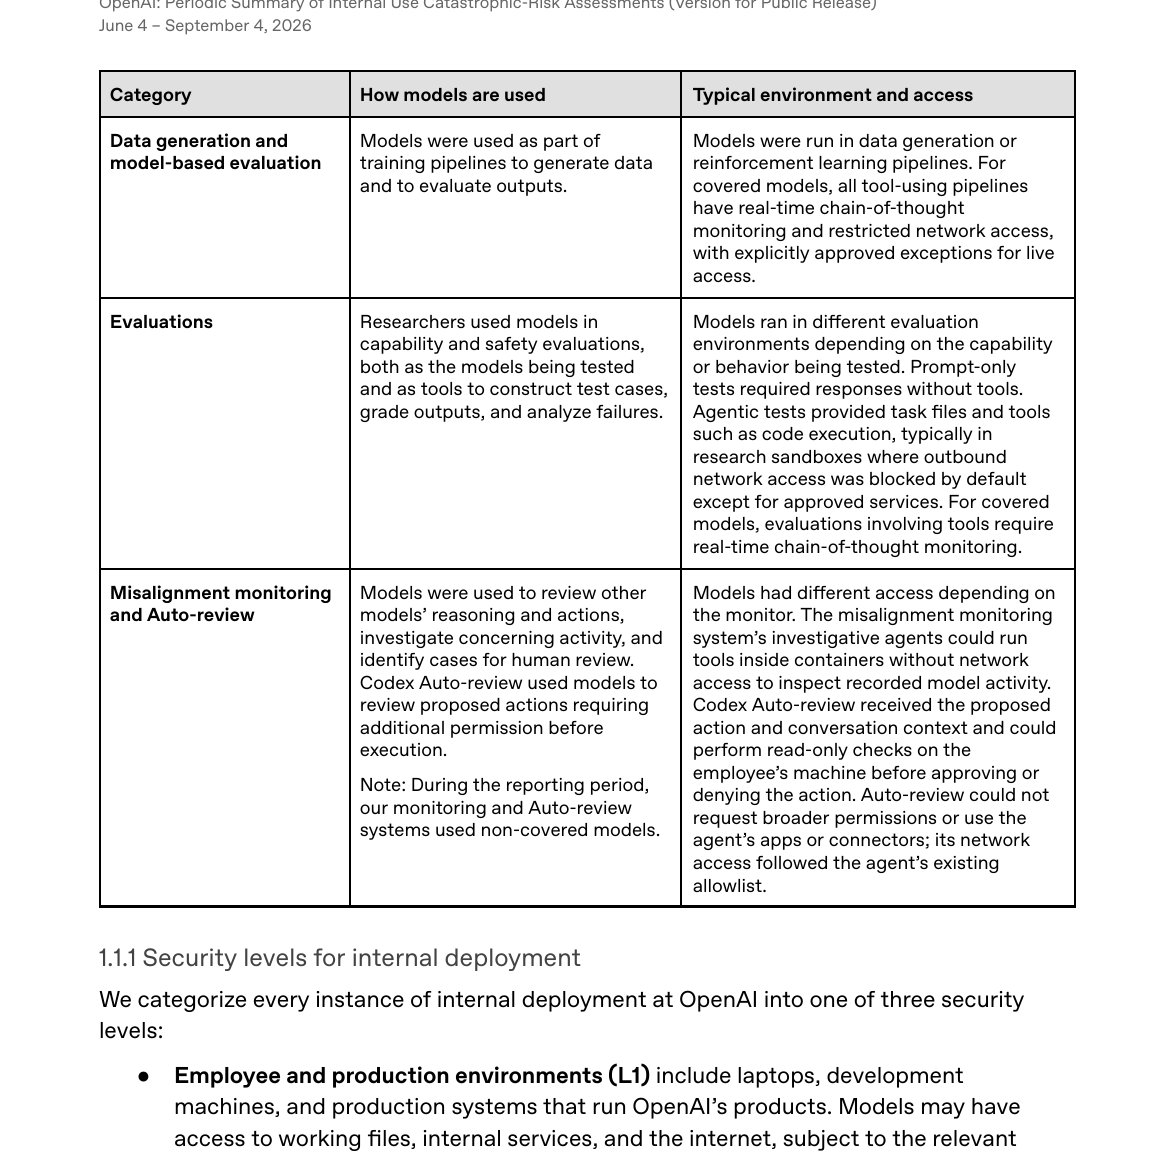 OpenAI: Periodic Summary of Internal Use Catastrophic-Risk Assessments (Version for Public Release)
June 4 – September 4, 2026
Category
How models are used
Typical environment and access
Data generation and
model-based evaluation
Models were used as part of
training pipelines to generate data
and to evaluate outputs.
Models were run in data generation or
reinforcement learning pipelines. For
covered models, all tool-using pipelines
have real-time chain-of-thought
monitoring and restricted network access,
with explicitly approved exceptions for live
access.
Evaluations
Researchers used models in
capability and safety evaluations,
both as the models being tested
and as tools to construct test cases,
grade outputs, and analyze failures.
Models ran in different evaluation
environments depending on the capability
or behavior being tested. Prompt-only
tests required responses without tools.
Agentic tests provided task files and tools
such as code execution, typically in
research sandboxes where outbound
network access was blocked by default
except for approved services. For covered
models, evaluations involving tools require
real-time chain-of-thought monitoring.
Misalignment monitoring
and Auto-review
Models were used to review other
models’ reasoning and actions,
investigate concerning activity, and
identify cases for human review.
Codex Auto-review used models to
review proposed actions requiring
additional permission before
execution.
Note: During the reporting period,
our monitoring and Auto-review
systems used non-covered models.
Models had different access depending on
the monitor. The misalignment monitoring
system’s investigative agents could run
tools inside containers without network
access to inspect recorded model activity.
Codex Auto-review received the proposed
action and conversation context and could
perform read-only checks on the
employee’s machine before approving or
denying the action. Auto-review could not
request broader permissions or use the
agent’s apps or connectors; its network
access followed the agent’s existing
allowlist.
1.1.1 Security levels for internal deployment
We categorize every instance of internal deployment at OpenAI into one of three security
levels:
● Employee and production environments (L1) include laptops, development
machines, and production systems that run OpenAI’s products. Models may have
access to working files, internal services, and the internet, subject to the relevant